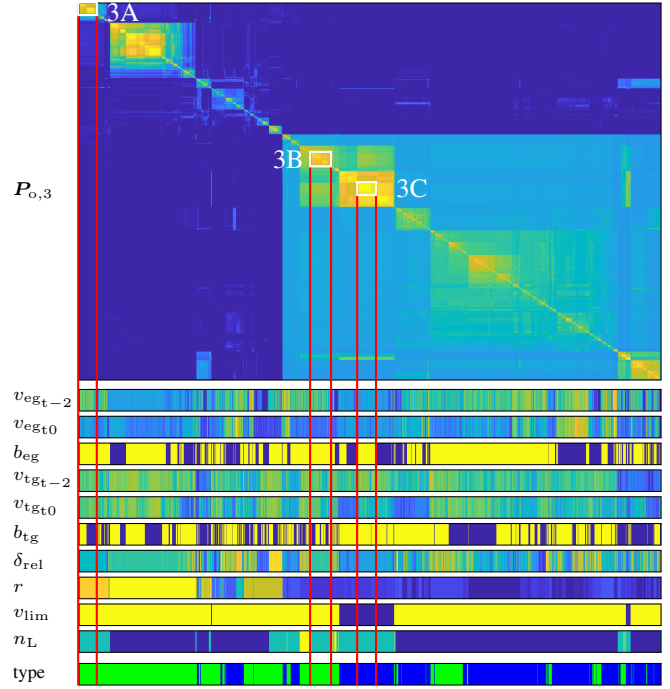 3A
3B
3C
P_{o,3}
v_{eg_{t−2}}
v_{eg_{t0}}
b_{eg}
v_{tg_{t−2}}
v_{tg_{t0}}
b_{tg}
δ_{rel}
r
v_{lim}
n_L
type